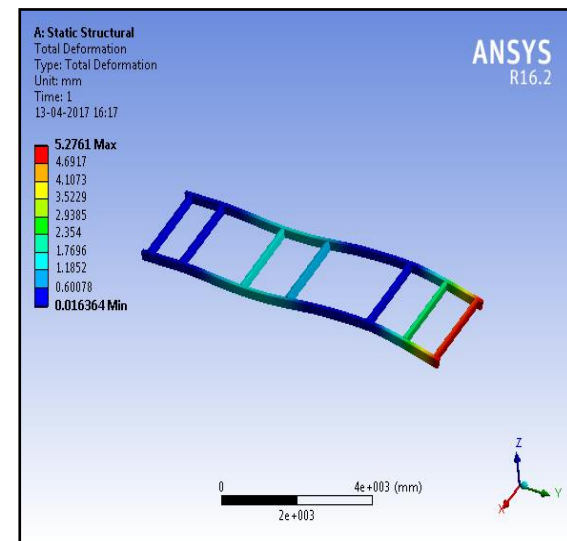 A: Static Structural
Total Deformation
Type: Total Deformation
Unit: mm
Time: 1
13-04-2017 16:17
ANSYS
R16.2
5.2761 Max
4.6917
4.1073
3.5229
2.9385
2.354
1.7696
1.1852
0.60078
0.016364 Min
Z
Y
X
0
4e+003 (mm)
2e+003